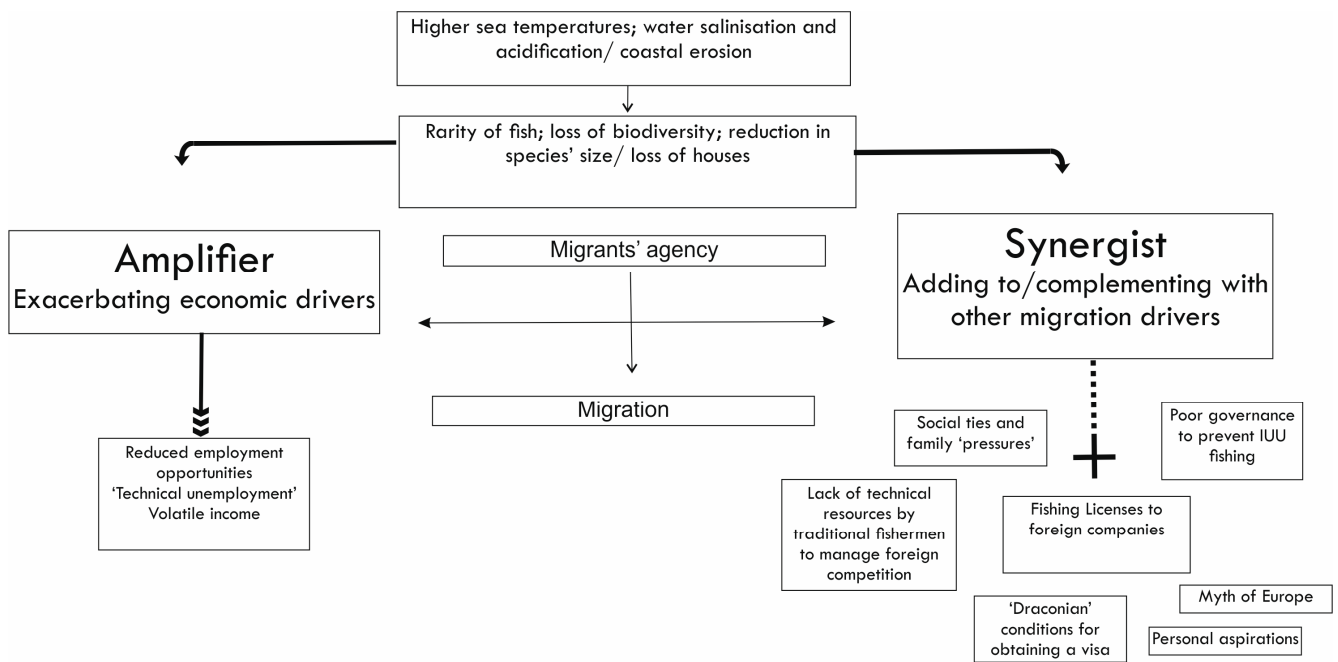 Higher sea temperatures; water salinisation and
acidification/ coastal erosion
Rarity of fish; loss of biodiversity; reduction in
species' size/ loss of houses
Amplifier
Exacerbating economic drivers
Migrants' agency
Synergist
Adding to/complementing with
other migration drivers
Migration
Reduced employment
opportunities
'Technical unemployment'
Volatile income
Social ties and
family 'pressures'
Poor governance
to prevent IUU
fishing
Lack of technical
resources by
traditional fishermen
to manage foreign
competition
Fishing Licenses to
foreign companies
'Draconian'
conditions for
obtaining a visa
Myth of Europe
Personal aspirations